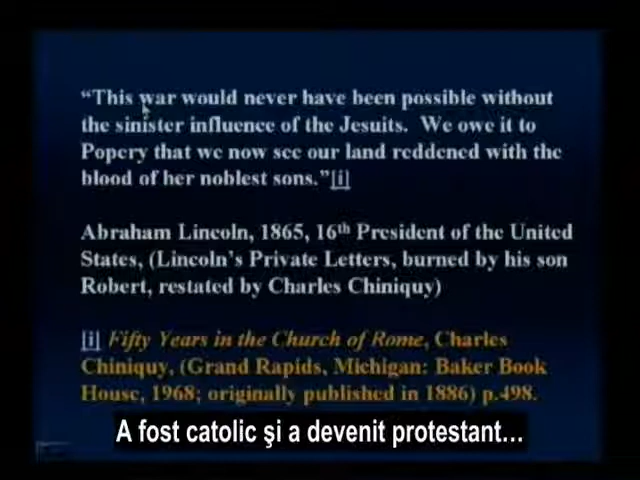 “This war would never have been possible without
the sinister influence of the Jesuits. We owe it to
Popery that we now see our land reddened with the
blood of her noblest sons.”[i]
Abraham Lincoln, 1865, 16th President of the United
States, (Lincoln’s Private Letters, burned by his son
Robert, restated by Charles Chiniquy)
[i] Fifty Years in the Church of Rome, Charles
Chiniquy, (Grand Rapids, Michigan: Baker Book
House, 1968; originally published in 1886) p.498.
A fost catolic şi a devenit protestant...